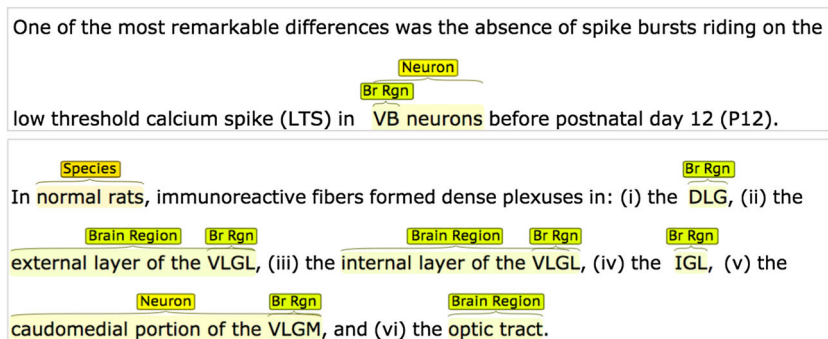 One of the most remarkable differences was the absence of spike bursts riding on the
Neuron
Br Rgn
low threshold calcium spike (LTS) in VB neurons before postnatal day 12 (P12).
Species Br Rgn
In normal rats, immunoreactive fibers formed dense plexuses in: (i) the DLG, (ii) the
Brain Region Br Rgn Brain Region Br Rgn Br Rgn
external layer of the VLGL, (iii) the internal layer of the VLGL, (iv) the IGL, (v) the
Neuron Br Rgn Brain Region
caudomedial portion of the VLGM, and (vi) the optic tract.